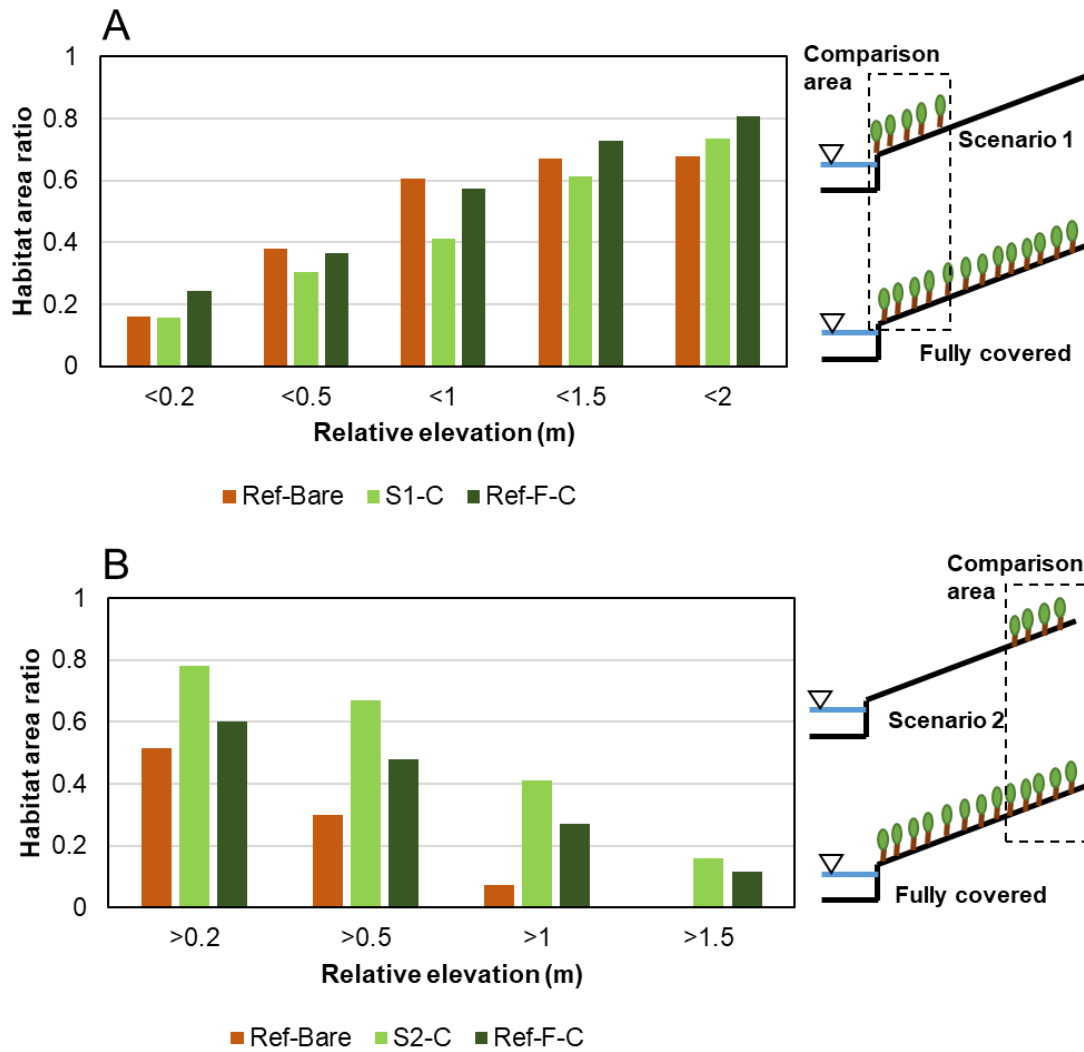 A
1
0.8
0.6
0.4
0.2
0
Habitat area ratio
<0.2 <0.5 <1 <1.5 <2
Relative elevation (m)
Ref-Bare S1-C Ref-F-C
Comparison
area
Scenario 1
Fully covered
B
1
0.8
0.6
0.4
0.2
0
Habitat area ratio
>0.2 >0.5 >1 >1.5
Relative elevation (m)
Ref-Bare S2-C Ref-F-C
Comparison
area
Scenario 2
Fully covered